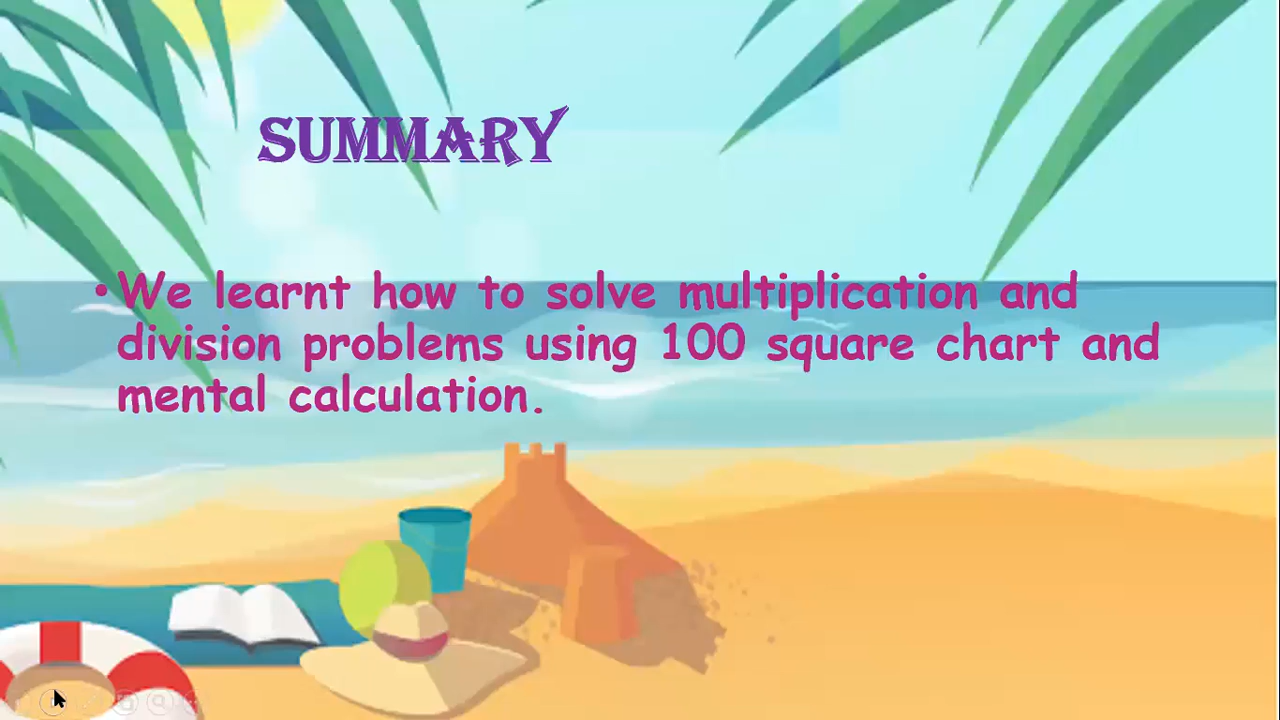 SUMMARY
•We learnt how to solve multiplication and
division problems using 100 square chart and
mental calculation.